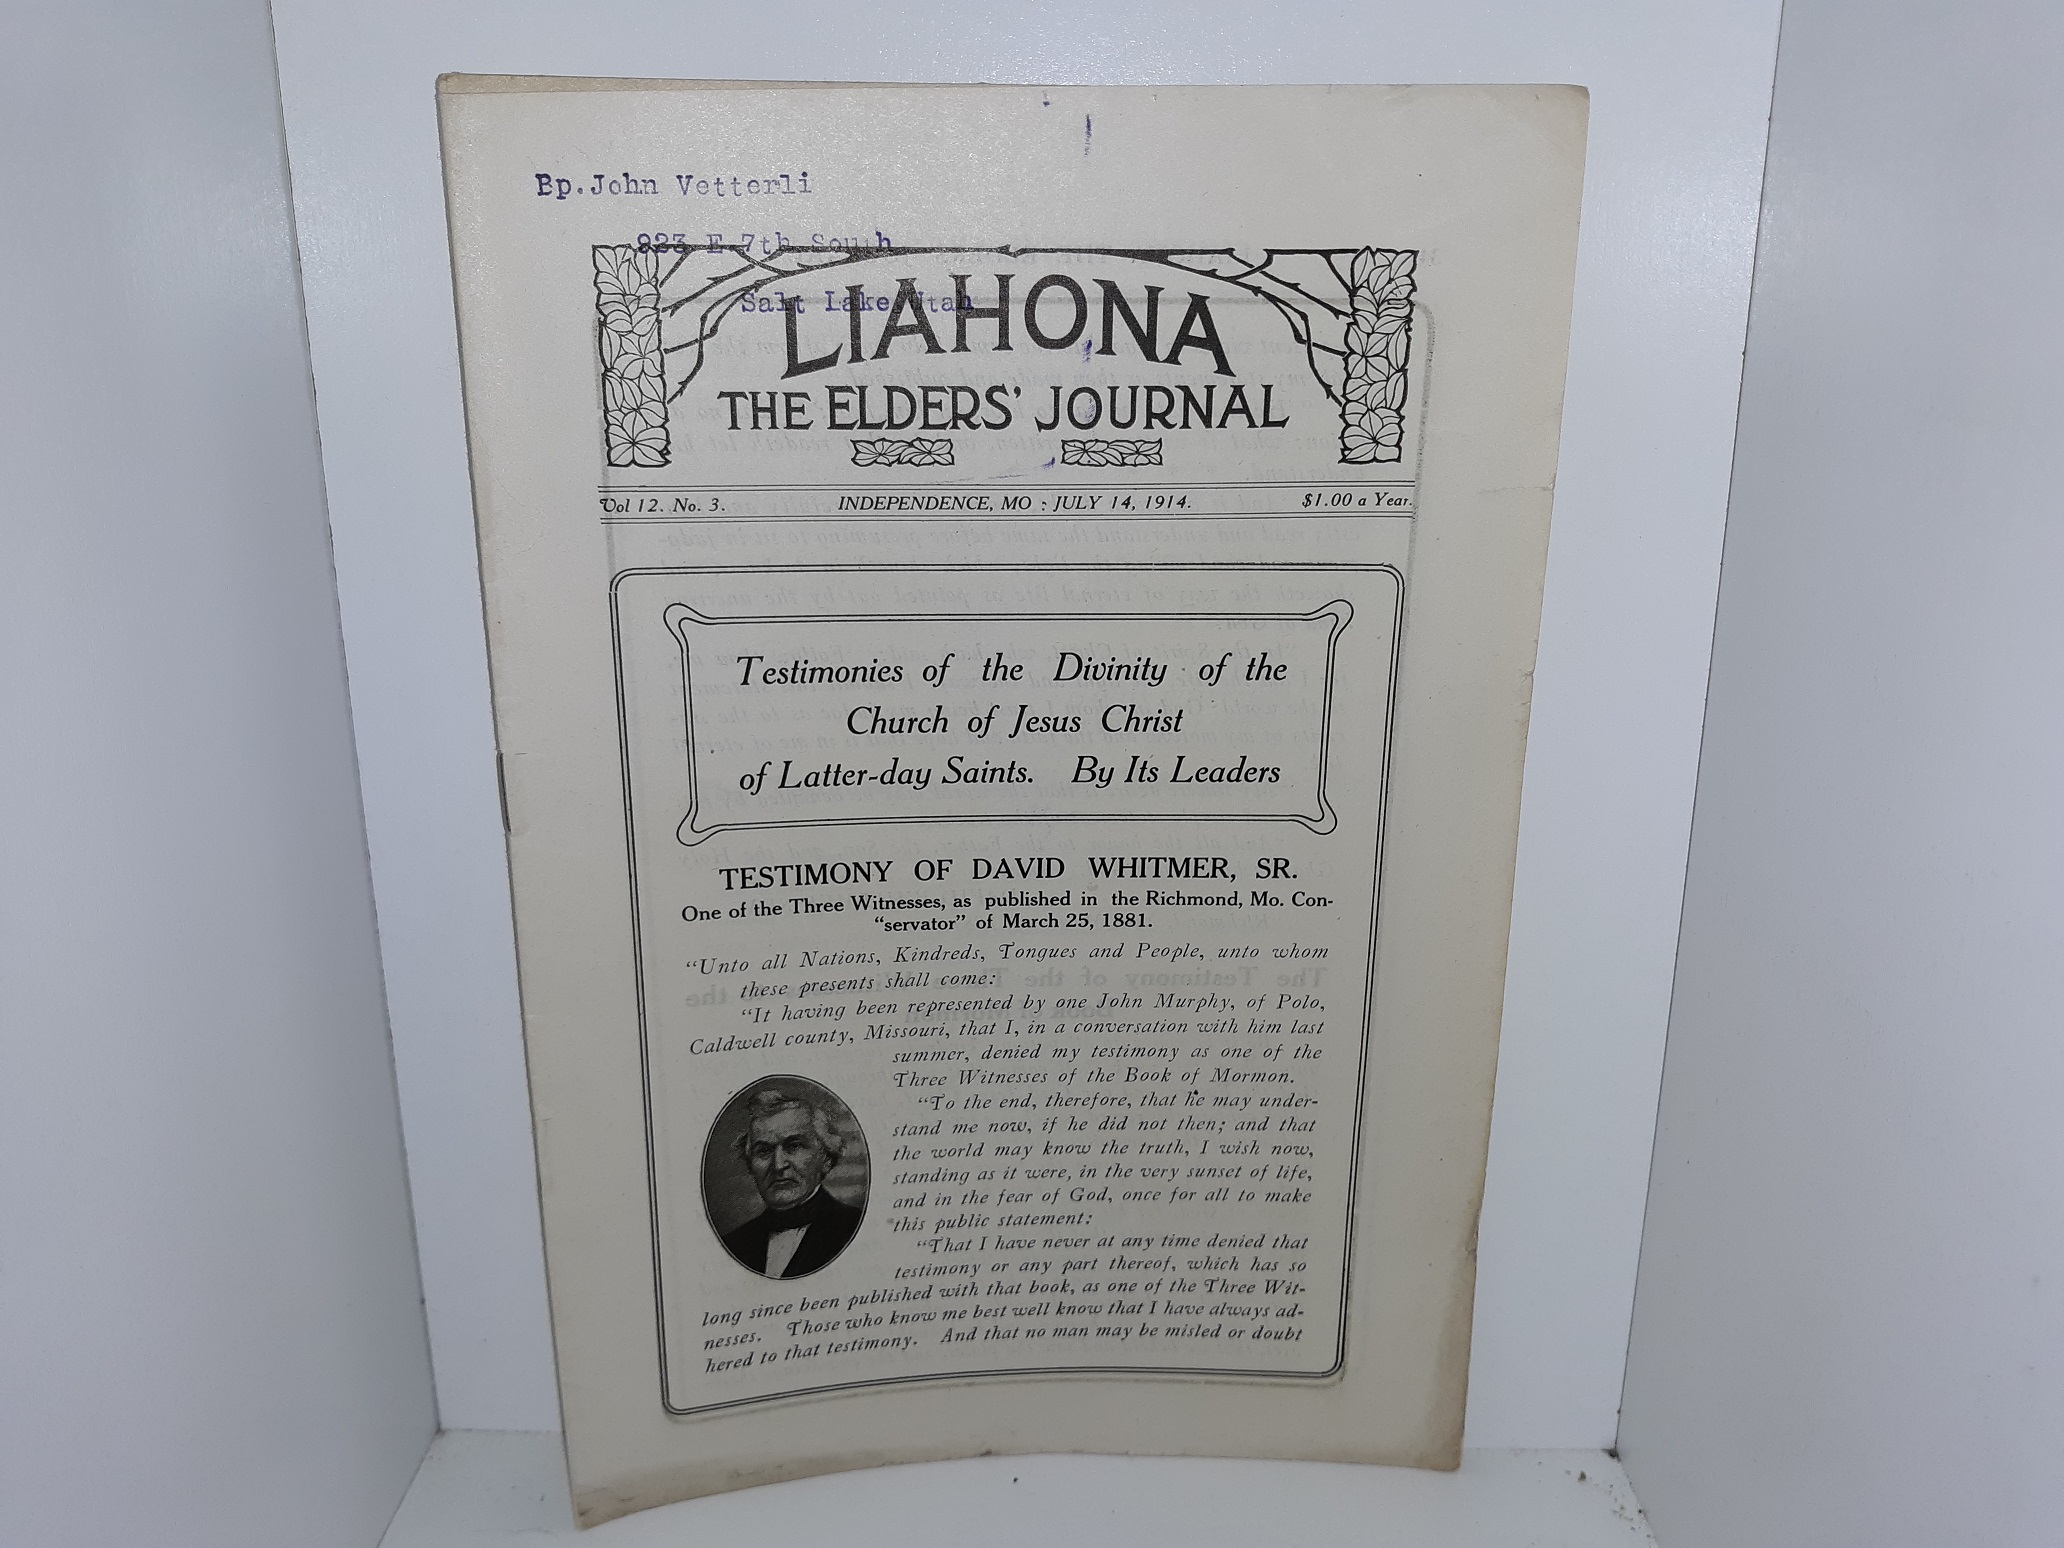 Bp.John Vetterli
823 E 7th South
Salt Lake Utah
LIAHONA
THE ELDERS' JOURNAL
Vol 12. No. 3. INDEPENDENCE, MO : JULY 14, 1914. $1.00 a Year.
Testimonies of the Divinity of the
Church of Jesus Christ
of Latter-day Saints. By Its Leaders
TESTIMONY OF DAVID WHITMER, SR.
One of the Three Witnesses, as published in the Richmond, Mo. Con-
"servator" of March 25, 1881.
"Unto all Nations, Kindreds, Tongues and People, unto whom
these presents shall come:
"It having been represented by one John Murphy, of Polo,
Caldwell county, Missouri, that I, in a conversation with him last
summer, denied my testimony as one of the
Three Witnesses of the Book of Mormon.
"To the end, therefore, that he may under-
stand me now, if he did not then; and that
the world may know the truth, I wish now,
standing as it were, in the very sunset of life,
and in the fear of God, once for all to make
this public statement:
"That I have never at any time denied that
testimony or any part thereof, which has so
long since been published with that book, as one of the Three Wit-
nesses. Those who know me best well know that I have always ad-
hered to that testimony. And that no man may be misled or doubt